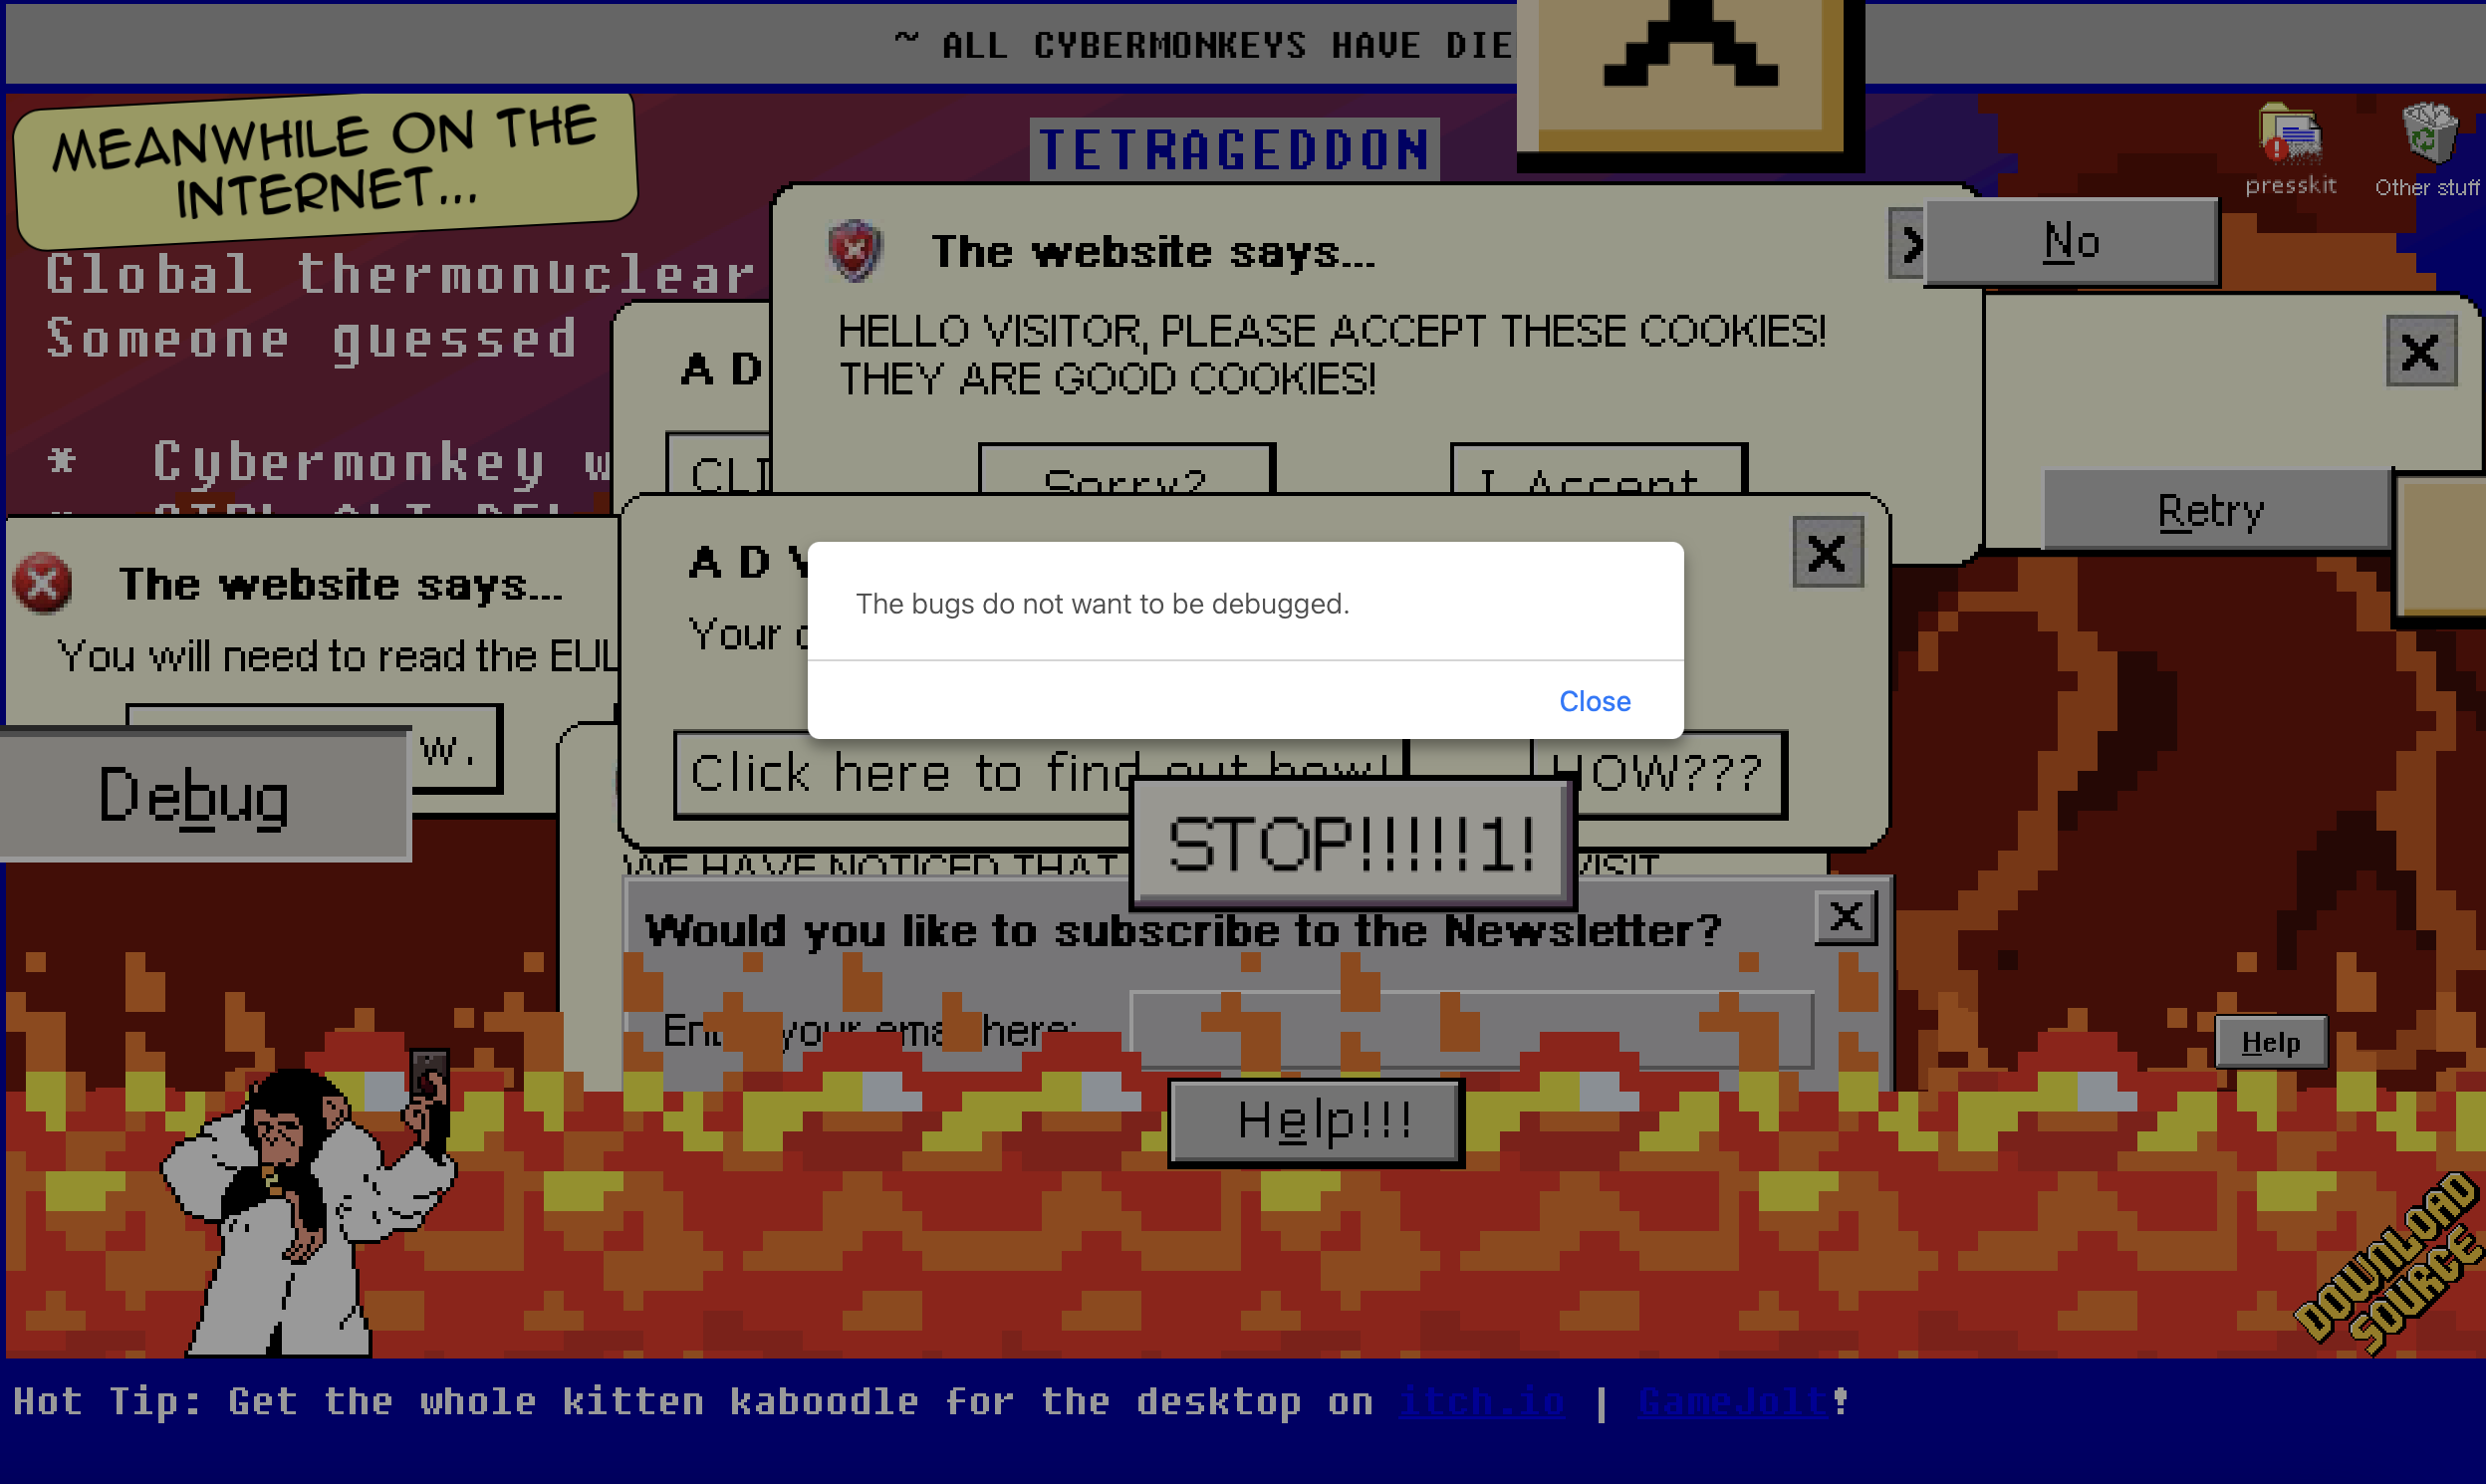 ~ ALL CYBERMONKEYS HAVE DIE
MEANWHILE ON THE
INTERNET...
TETRAGEDDON
presskit
Other stuff
Global thermonuclear
Someone guessed
* Cybermonkey w
A D
CLI
The website says...
HELLO VISITOR, PLEASE ACCEPT THESE COOKIES!
THEY ARE GOOD COOKIES!
Sorry?
I Accept
No
Retry
The website says...
You will need to read the EUL
w.
Debug
A D V
Your
The bugs do not want to be debugged.
Close
Click here to find out how!
HOW???
STOP!!!!!1!
WE HAVE NOTICED THAT
VISIT
Would you like to subscribe to the Newsletter?
your here:
Help
Help!!!
DOWNLOAD
SOURCE
Hot Tip: Get the whole kitten kaboodle for the desktop on itch.io | GameJolt!